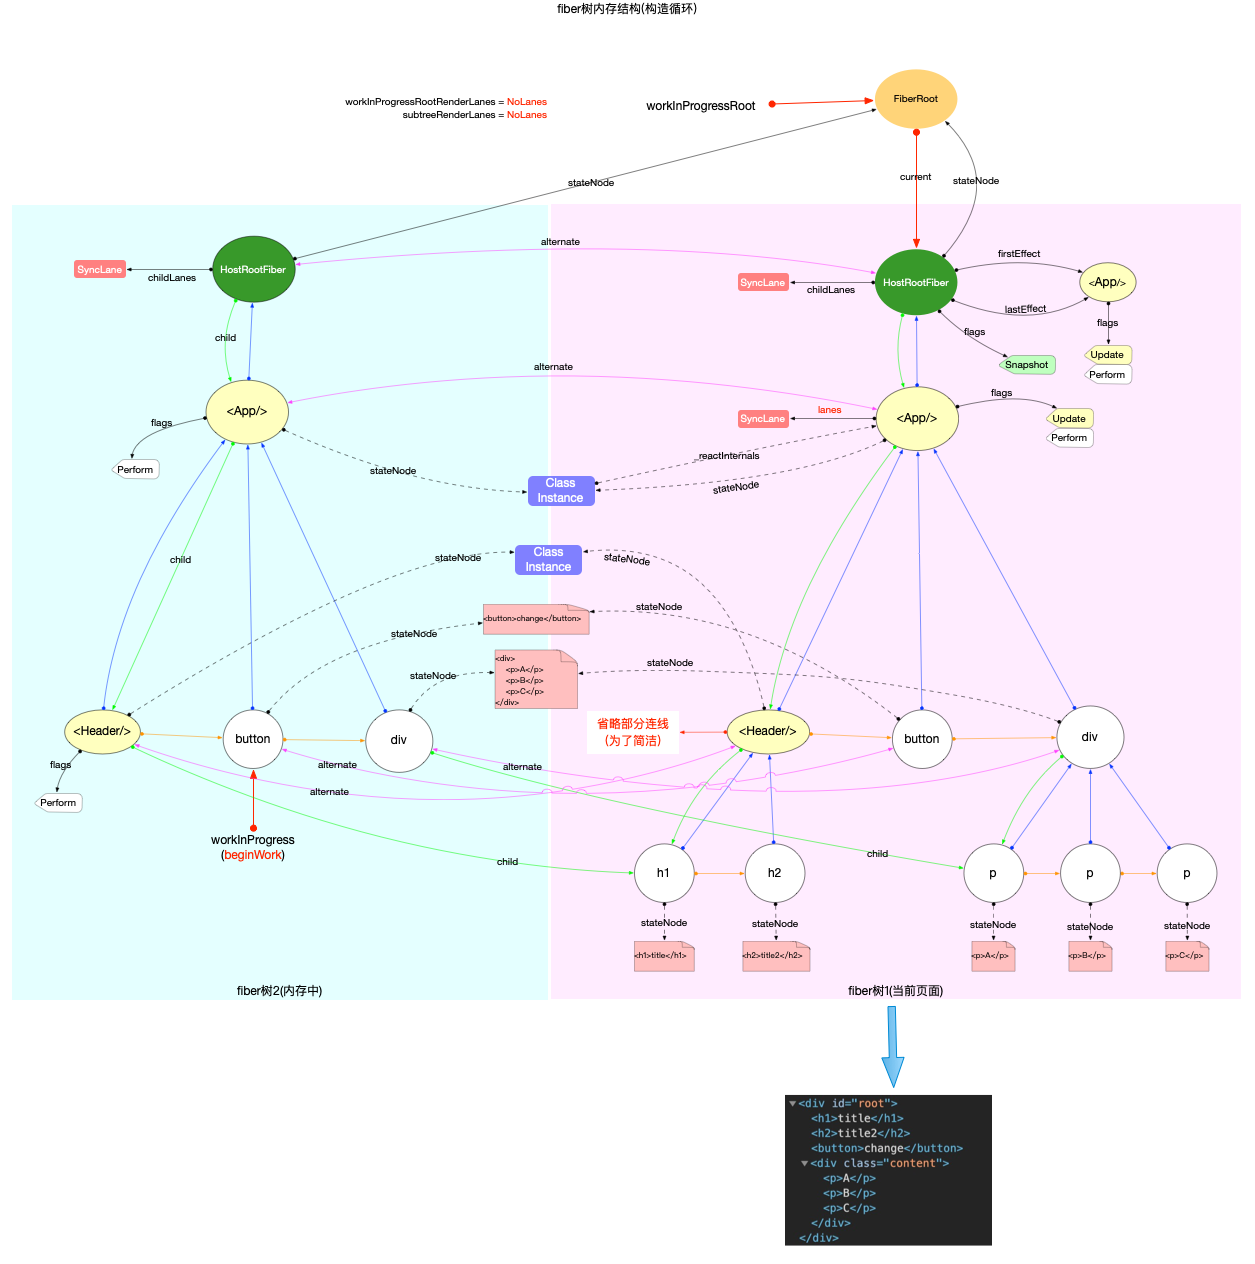 fiber树内存结构(构造循环)
workInProgressRootRenderLanes = NoLanes
subtreeRenderLanes = NoLanes
workInProgressRoot
FiberRoot
stateNode
current
stateNode
alternate
HostRootFiber
SyncLane
childLanes
child
HostRootFiber
SyncLane
childLanes
firstEffect
lastEffect
<App/>
flags
Update
Perform
flags
Snapshot
alternate
<App/>
flags
Perform
stateNode
<App/>
lanes
SyncLane
flags
Update
Perform
_reactInternals
stateNode
Class
Instance
child
stateNode
Class
Instance
stateNode
<button>change</button>
stateNode
stateNode
<div>
<p>A</p>
<p>B</p>
<p>C</p>
</div>
stateNode
stateNode
<Header/>
button
div
省略部分连线
(为了简洁)
<Header/>
button
div
flags
Perform
alternate
alternate
alternate
workInProgress
(beginWork)
child
child
h1
h2
p
p
p
stateNode
stateNode
stateNode
stateNode
stateNode
<h1>title</h1>
<h2>title2</h2>
<p>A</p>
<p>B</p>
<p>C</p>
fiber树2(内存中)
fiber树1(当前页面)
<div id="root">
<h1>title</h1>
<h2>title2</h2>
<button>change</button>
<div class="content">
<p>A</p>
<p>B</p>
<p>C</p>
</div>
</div>